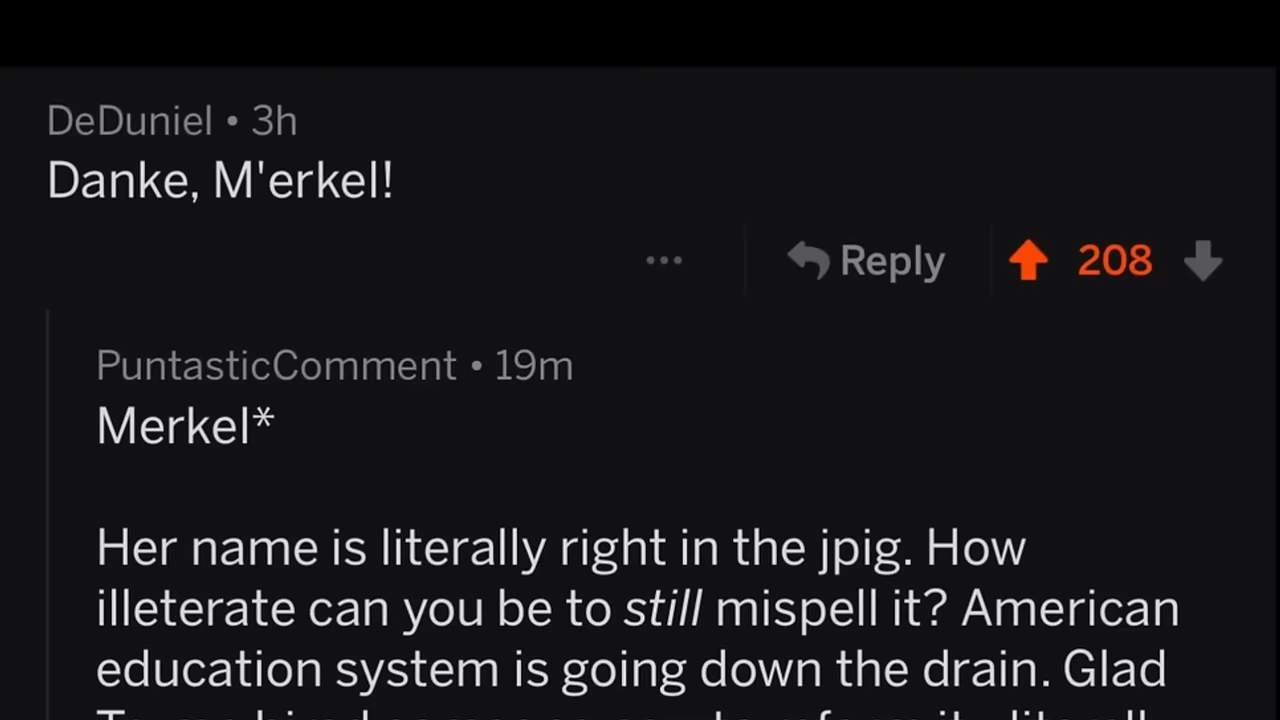 DeDuniel • 3h
Danke, M'erkel!
Reply 208
PuntasticComment • 19m
Merkel*
Her name is literally right in the jpig. How
illeterate can you be to still mispell it? American
education system is going down the drain. Glad